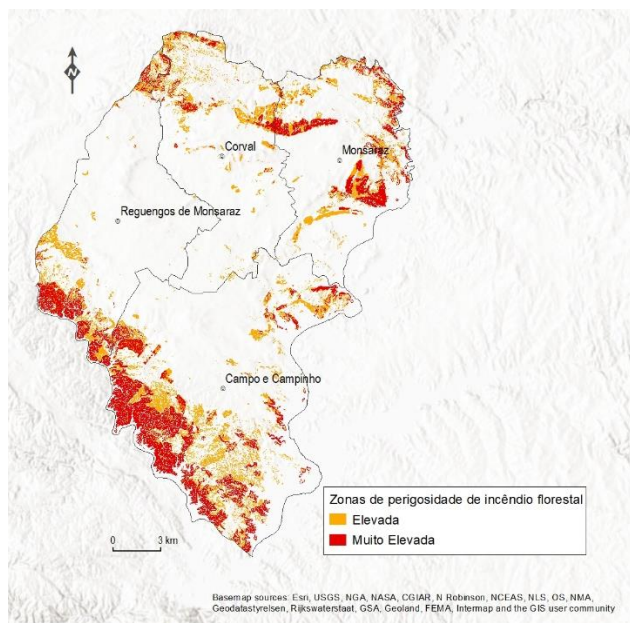 N
Corval
Monsaraz
Reguengos de Monsaraz
Campo e Campinho
Zonas de perigosidade de incêndio florestal
Elevada
Muito Elevada
0 3 km
Basemap sources: Esri, USGS, NGA, NASA, CGIAR, N Robinson, NCEAS, NLS, OS, NMA,
Geodatastyrelsen, Rijkswaterstaat, GSA, Geoland, FEMA, Intermap and the GIS user community